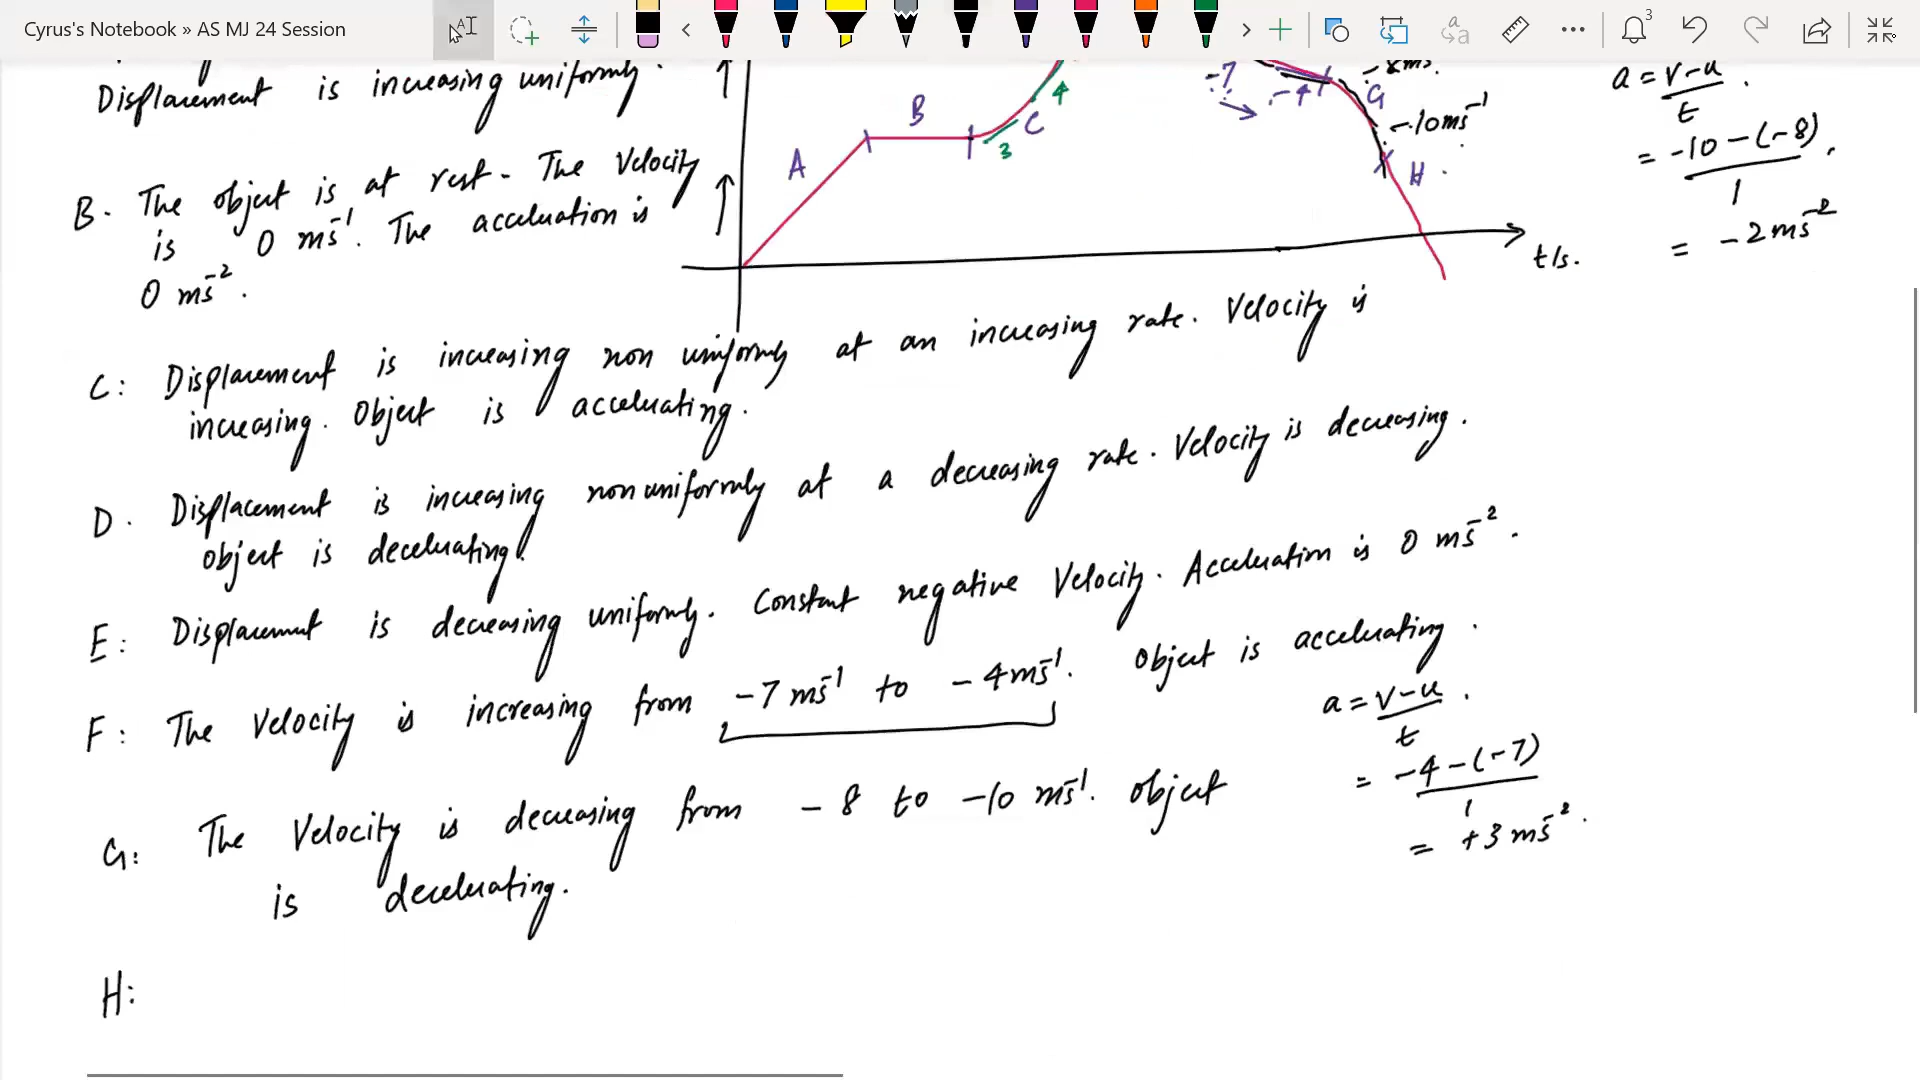 Cyrus's Notebook » AS MJ 24 Session
3
Displacement is increasing uniformly.
B. The object is at rest. The Velocity
is 0 ms⁻¹. The acceleration is
0 ms⁻².
A
B
C
3
4
-7
-4
-8ms
G
-10ms⁻¹
H
t/s.
a = v-u
t
= -10-(-8)
1
= -2ms⁻²
C: Displacement is increasing non uniformly at an increasing rate. Velocity is
increasing. Object is accelerating.
D. Displacement is increasing nonuniformly at a decreasing rate. Velocity is decreasing.
object is decelerating.
E: Displacement is decreasing uniformly. Constant negative Velocity. Acceleration is 0 ms⁻².
F: The Velocity is increasing from -7ms⁻¹ to -4ms⁻¹. Object is accelerating.
a = v-u
t
= -4-(-7)
1
= +3 ms⁻².
G: The Velocity is decreasing from -8 to -10 ms⁻¹. object
is decelerating.
H: